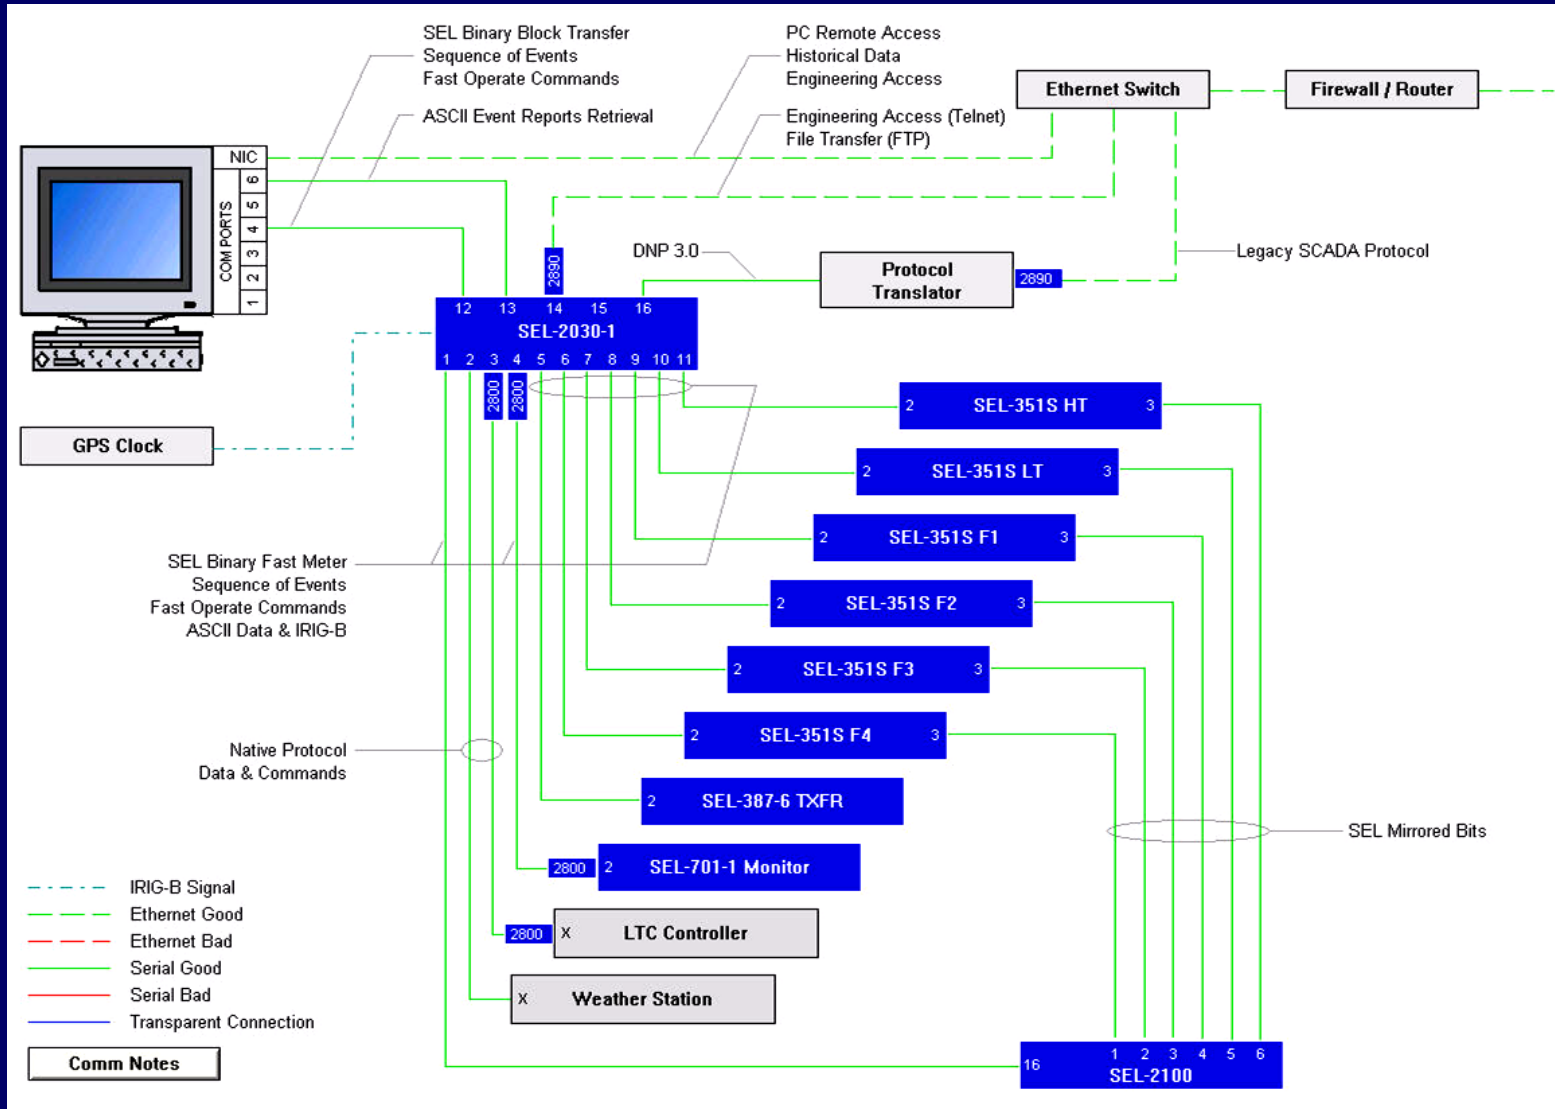 SEL Binary Block Transfer
Sequence of Events
Fast Operate Commands
ASCII Event Reports Retrieval
PC Remote Access
Historical Data
Engineering Access
Engineering Access (Telnet)
File Transfer (FTP)
Ethernet Switch
Firewall / Router
NIC
COM PORTS
6
5
4
3
2
1
2890
DNP 3.0
Protocol
Translator
2890
Legacy SCADA Protocol
12 13 14 15 16
SEL-2030-1
1 2 3 4 5 6 7 8 9 10 11
2800
2800
GPS Clock
2 SEL-351S HT 3
2 SEL-351S LT 3
2 SEL-351S F1 3
SEL Binary Fast Meter
Sequence of Events
Fast Operate Commands
ASCII Data & IRIG-B
2 SEL-351S F2 3
2 SEL-351S F3 3
2 SEL-351S F4 3
Native Protocol
Data & Commands
2 SEL-387-6 TXFR
SEL Mirrored Bits
2800 2 SEL-701-1 Monitor
2800 X LTC Controller
X Weather Station
IRIG-B Signal
Ethernet Good
Ethernet Bad
Serial Good
Serial Bad
Transparent Connection
Comm Notes
1 2 3 4 5 6
16
SEL-2100